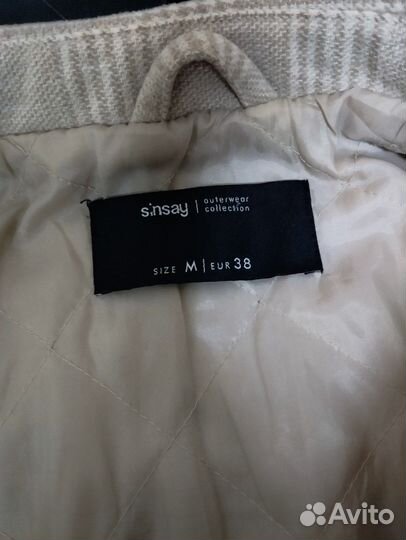 sinsay | outerwear
collection
SIZE M | EUR 38
Avito